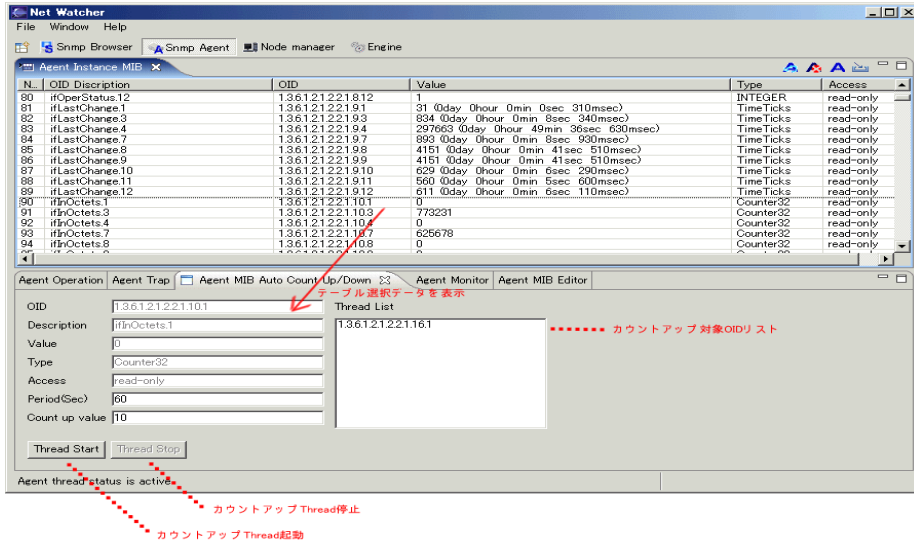 Net Watcher
File Window Help
Snmp Browser Snmp Agent Node manager Engine
Agent Instance MIB
N... OID Discription OID Value Type Access
80 ifOperStatus.12 1.3.6.1.2.1.2.2.1.8.12 1 INTEGER read-only
81 ifLastChange.1 1.3.6.1.2.1.2.2.1.9.1 31 (0day 0hour 0min 0sec 310msec) TimeTicks read-only
82 ifLastChange.3 1.3.6.1.2.1.2.2.1.9.3 834 (0day 0hour 0min 8sec 340msec) TimeTicks read-only
83 ifLastChange.4 1.3.6.1.2.1.2.2.1.9.4 297663 (0day 0hour 49min 36sec 630msec) TimeTicks read-only
84 ifLastChange.7 1.3.6.1.2.1.2.2.1.9.7 893 (0day 0hour 0min 8sec 930msec) TimeTicks read-only
85 ifLastChange.8 1.3.6.1.2.1.2.2.1.9.8 4151 (0day 0hour 0min 41sec 510msec) TimeTicks read-only
86 ifLastChange.9 1.3.6.1.2.1.2.2.1.9.9 4151 (0day 0hour 0min 41sec 510msec) TimeTicks read-only
87 ifLastChange.10 1.3.6.1.2.1.2.2.1.9.10 629 (0day 0hour 0min 6sec 290msec) TimeTicks read-only
88 ifLastChange.11 1.3.6.1.2.1.2.2.1.9.11 560 (0day 0hour 0min 5sec 600msec) TimeTicks read-only
89 ifLastChange.12 1.3.6.1.2.1.2.2.1.9.12 611 (0day 0hour 0min 6sec 110msec) TimeTicks read-only
90 ifInOctets.1 1.3.6.1.2.1.2.2.1.10.1 0 Counter32 read-only
91 ifInOctets.3 1.3.6.1.2.1.2.2.1.10.3 773231 Counter32 read-only
92 ifInOctets.4 1.3.6.1.2.1.2.2.1.10.4 0 Counter32 read-only
93 ifInOctets.7 1.3.6.1.2.1.2.2.1.10.7 625678 Counter32 read-only
94 ifInOctets.8 1.3.6.1.2.1.2.2.1.10.8 0 Counter32 read-only
Agent Operation Agent Trap Agent MIB Auto Count Up/Down Agent Monitor Agent MIB Editor
テーブル選択データを表示
OID 1.3.6.1.2.1.2.2.1.10.1 Thread List
Description ifInOctets.1 1.3.6.1.2.1.2.2.1.16.1 カウントアップ 対象OIDリスト
Value 0
Type Counter32
Access read-only
Period(Sec) 60
Count up value 10
Thread Start Thread Stop
Agent thread status is active.
カウントアップ Thread停止
カウントアップ Thread起動